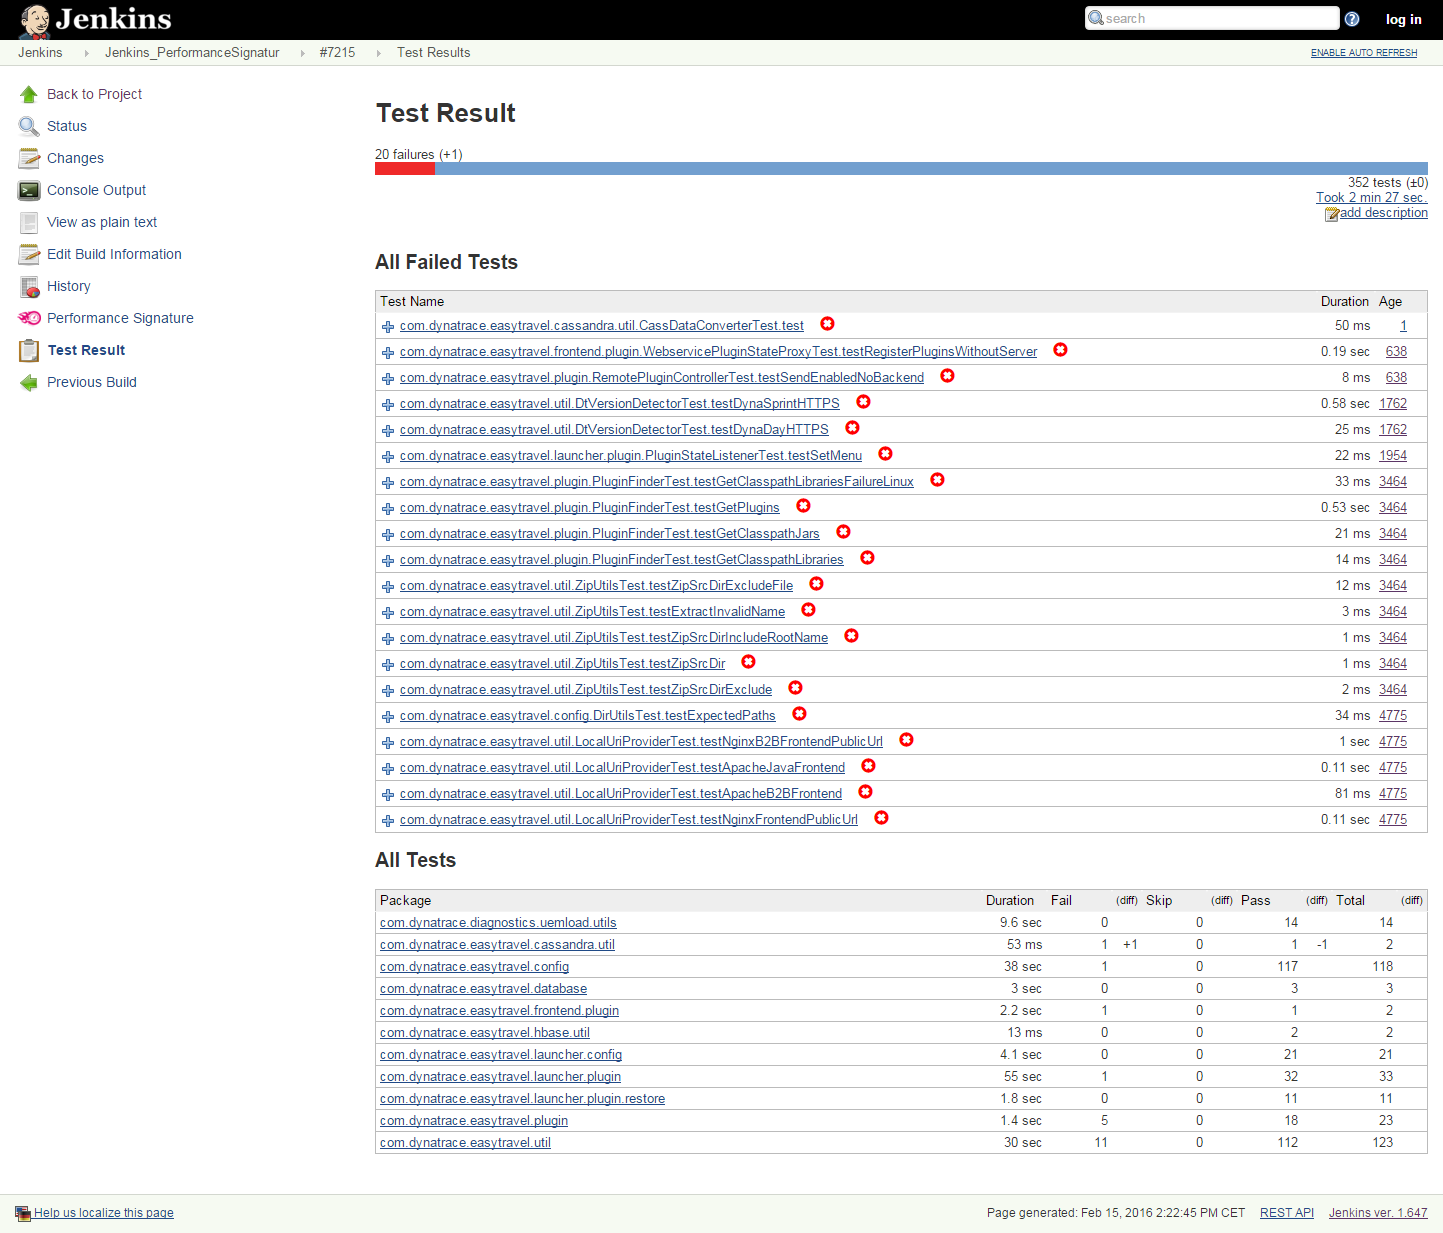 Jenkins
search
log in
Jenkins Jenkins_PerformanceSignatur #7215 Test Results
ENABLE AUTO REFRESH
Back to Project
Status
Changes
Console Output
View as plain text
Edit Build Information
History
Performance Signature
Test Result
Previous Build
Test Result
20 failures (+1)
352 tests (±0)
Took 2 min 27 sec.
add description
All Failed Tests
Test Name Duration Age
com.dynatrace.easytravel.cassandra.util.CassDataConverterTest.test 50 ms 1
com.dynatrace.easytravel.frontend.plugin.WebservicePluginStateProxyTest.testRegisterPluginsWithoutServer 0.19 sec 638
com.dynatrace.easytravel.plugin.RemotePluginControllerTest.testSendEnabledNoBackend 8 ms 638
com.dynatrace.easytravel.util.DtVersionDetectorTest.testDynaSprintHTTPS 0.58 sec 1762
com.dynatrace.easytravel.util.DtVersionDetectorTest.testDynaDayHTTPS 25 ms 1762
com.dynatrace.easytravel.launcher.plugin.PluginStateListenerTest.testSetMenu 22 ms 1954
com.dynatrace.easytravel.plugin.PluginFinderTest.testGetClasspathLibrariesFailureLinux 33 ms 3464
com.dynatrace.easytravel.plugin.PluginFinderTest.testGetPlugins 0.53 sec 3464
com.dynatrace.easytravel.plugin.PluginFinderTest.testGetClasspathJars 21 ms 3464
com.dynatrace.easytravel.plugin.PluginFinderTest.testGetClasspathLibraries 14 ms 3464
com.dynatrace.easytravel.util.ZipUtilsTest.testZipSrcDirExcludeFile 12 ms 3464
com.dynatrace.easytravel.util.ZipUtilsTest.testExtractInvalidName 3 ms 3464
com.dynatrace.easytravel.util.ZipUtilsTest.testZipSrcDirIncludeRootName 1 ms 3464
com.dynatrace.easytravel.util.ZipUtilsTest.testZipSrcDir 1 ms 3464
com.dynatrace.easytravel.util.ZipUtilsTest.testZipSrcDirExclude 2 ms 3464
com.dynatrace.easytravel.config.DirUtilsTest.testExpectedPaths 34 ms 4775
com.dynatrace.easytravel.util.LocalUriProviderTest.testNginxB2BFrontendPublicUrl 1 sec 4775
com.dynatrace.easytravel.util.LocalUriProviderTest.testApacheJavaFrontend 0.11 sec 4775
com.dynatrace.easytravel.util.LocalUriProviderTest.testApacheB2BFrontend 81 ms 4775
com.dynatrace.easytravel.util.LocalUriProviderTest.testNginxFrontendPublicUrl 0.11 sec 4775
All Tests
Package Duration Fail (diff) Skip (diff) Pass (diff) Total (diff)
com.dynatrace.diagnostics.uemload.utils 9.6 sec 0 0 14 14
com.dynatrace.easytravel.cassandra.util 53 ms 1 +1 0 1 -1 2
com.dynatrace.easytravel.config 38 sec 1 0 117 118
com.dynatrace.easytravel.database 3 sec 0 0 3 3
com.dynatrace.easytravel.frontend.plugin 2.2 sec 1 0 1 2
com.dynatrace.easytravel.hbase.util 13 ms 0 0 2 2
com.dynatrace.easytravel.launcher.config 4.1 sec 0 0 21 21
com.dynatrace.easytravel.launcher.plugin 55 sec 1 0 32 33
com.dynatrace.easytravel.launcher.plugin.restore 1.8 sec 0 0 11 11
com.dynatrace.easytravel.plugin 1.4 sec 5 0 18 23
com.dynatrace.easytravel.util 30 sec 11 0 112 123
Help us localize this page
Page generated: Feb 15, 2016 2:22:45 PM CET REST API Jenkins ver. 1.647